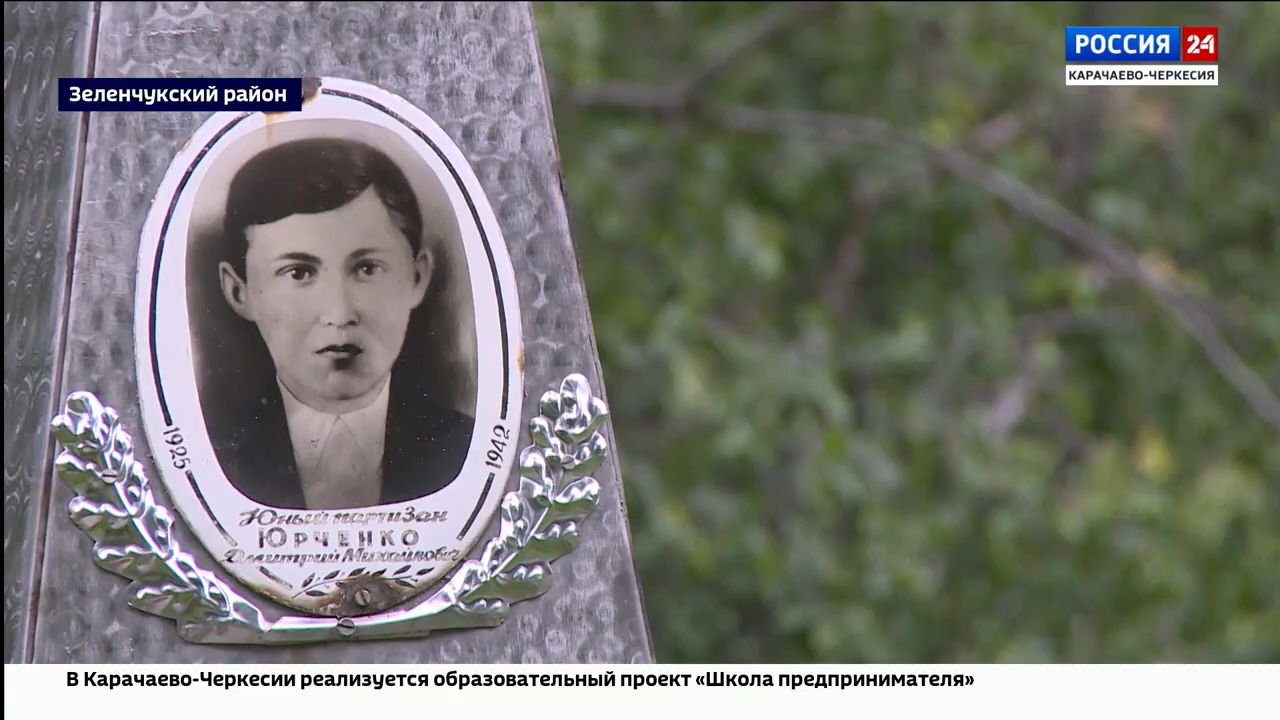 РОССИЯ 24
КАРАЧАЕВО-ЧЕРКЕСИЯ
Зеленчукский район
1925
1942
Юный партизан
ЮРЧЕНКО
Дмитрий Михайлович
В Карачаево-Черкесии реализуется образовательный проект «Школа предпринимателя»